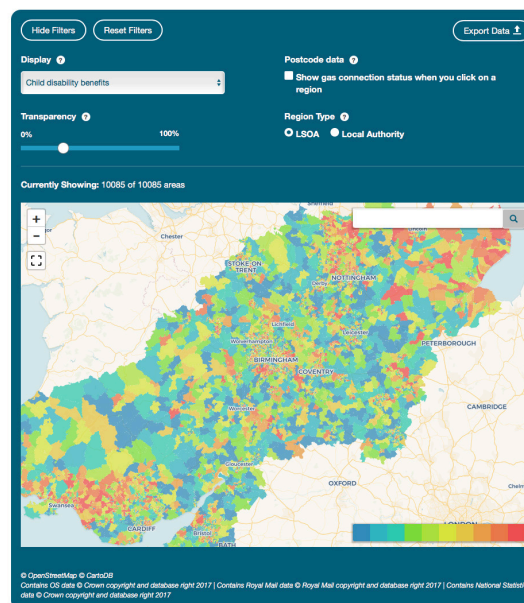 Hide Filters
Reset Filters
Export Data
Display ?
Postcode data ?
Child disability benefits
Show gas connection status when you click on a
region
Transparency ?
Region Type ?
0%
100%
LSOA
Local Authority
Currently Showing: 10085 of 10085 areas
+
−
Chester
STOKE-ON-
TRENT
NOTTINGHAM
Derby
Lichfield
Leicester
Wolverhampton
PETERBOROUGH
BIRMINGHAM
COVENTRY
CAMBRIDGE
Worcester
Gloucester
OXFORD
Swansea
CARDIFF
Bristol
LONDON
BATH
© OpenStreetMap © CartoDB
Contains OS data © Crown copyright and database right 2017 | Contains Royal Mail data © Royal Mail copyright and database right 2017 | Contains National Statisti
data © Crown copyright and database right 2017